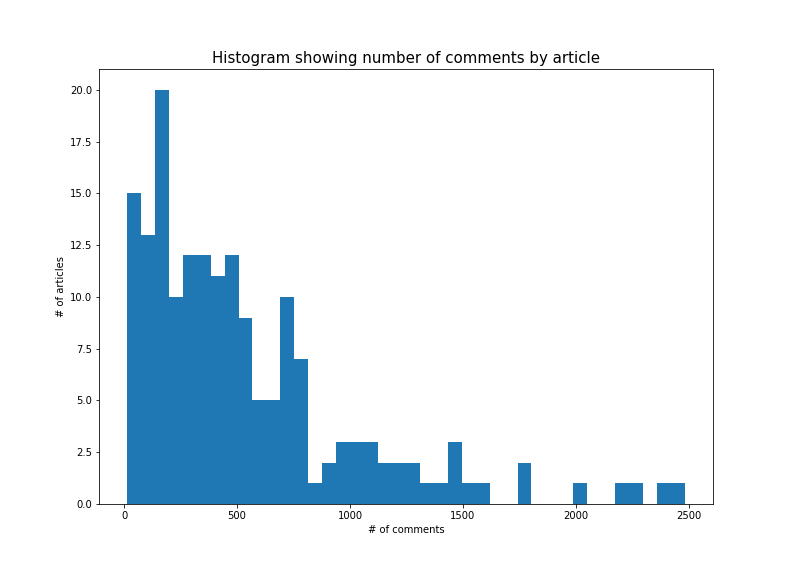 Histogram showing number of comments by article
20.0
17.5
15.0
12.5
10.0
7.5
5.0
2.5
0.0
# of articles
0 500 1000 1500 2000 2500
# of comments